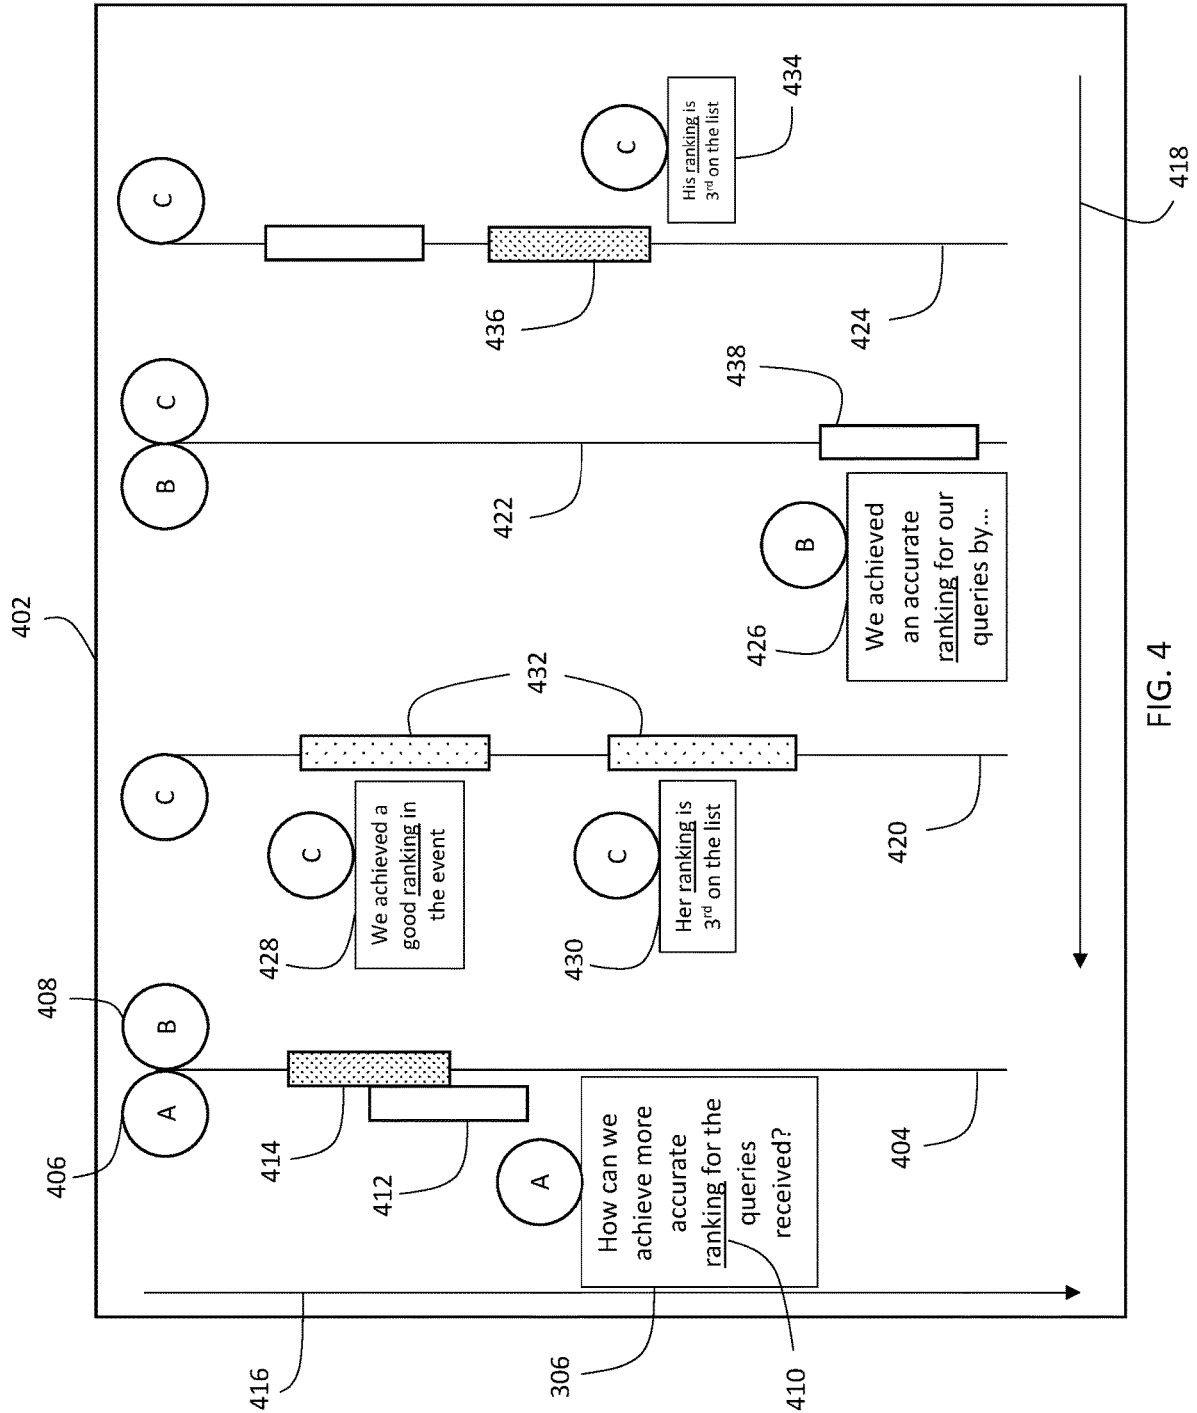 402
408
406
A
B
C
B
C
C
414
412
432
428
C
We achieved a
good ranking in
the event
430
C
Her ranking is
3rd on the list
422
436
C
His ranking is
3rd on the list
434
416
306
A
How can we
achieve more
accurate
ranking for the
queries
received?
410
404
420
426
B
We achieved
an accurate
ranking for our
queries by...
438
424
418
FIG. 4